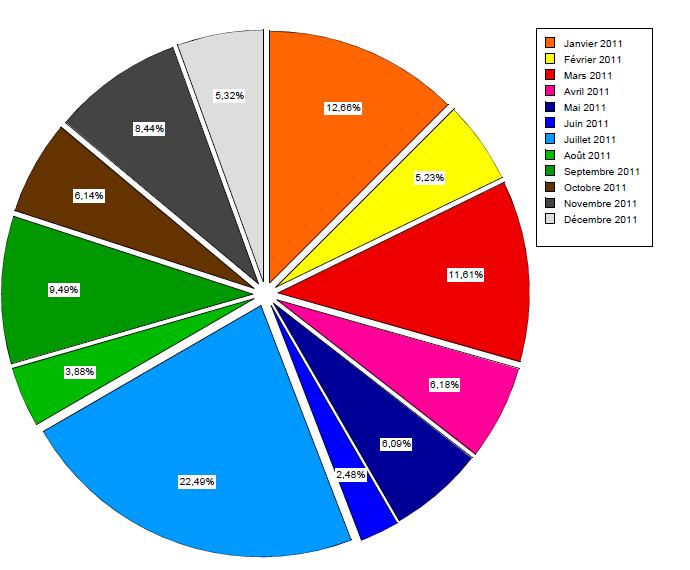 5,32%
12,66%
8,44%
5,23%
6,14%
11,61%
9,49%
3,88%
6,18%
6,09%
2,48%
22,49%
Janvier 2011
Février 2011
Mars 2011
Avril 2011
Mai 2011
Juin 2011
Juillet 2011
Août 2011
Septembre 2011
Octobre 2011
Novembre 2011
Décembre 2011